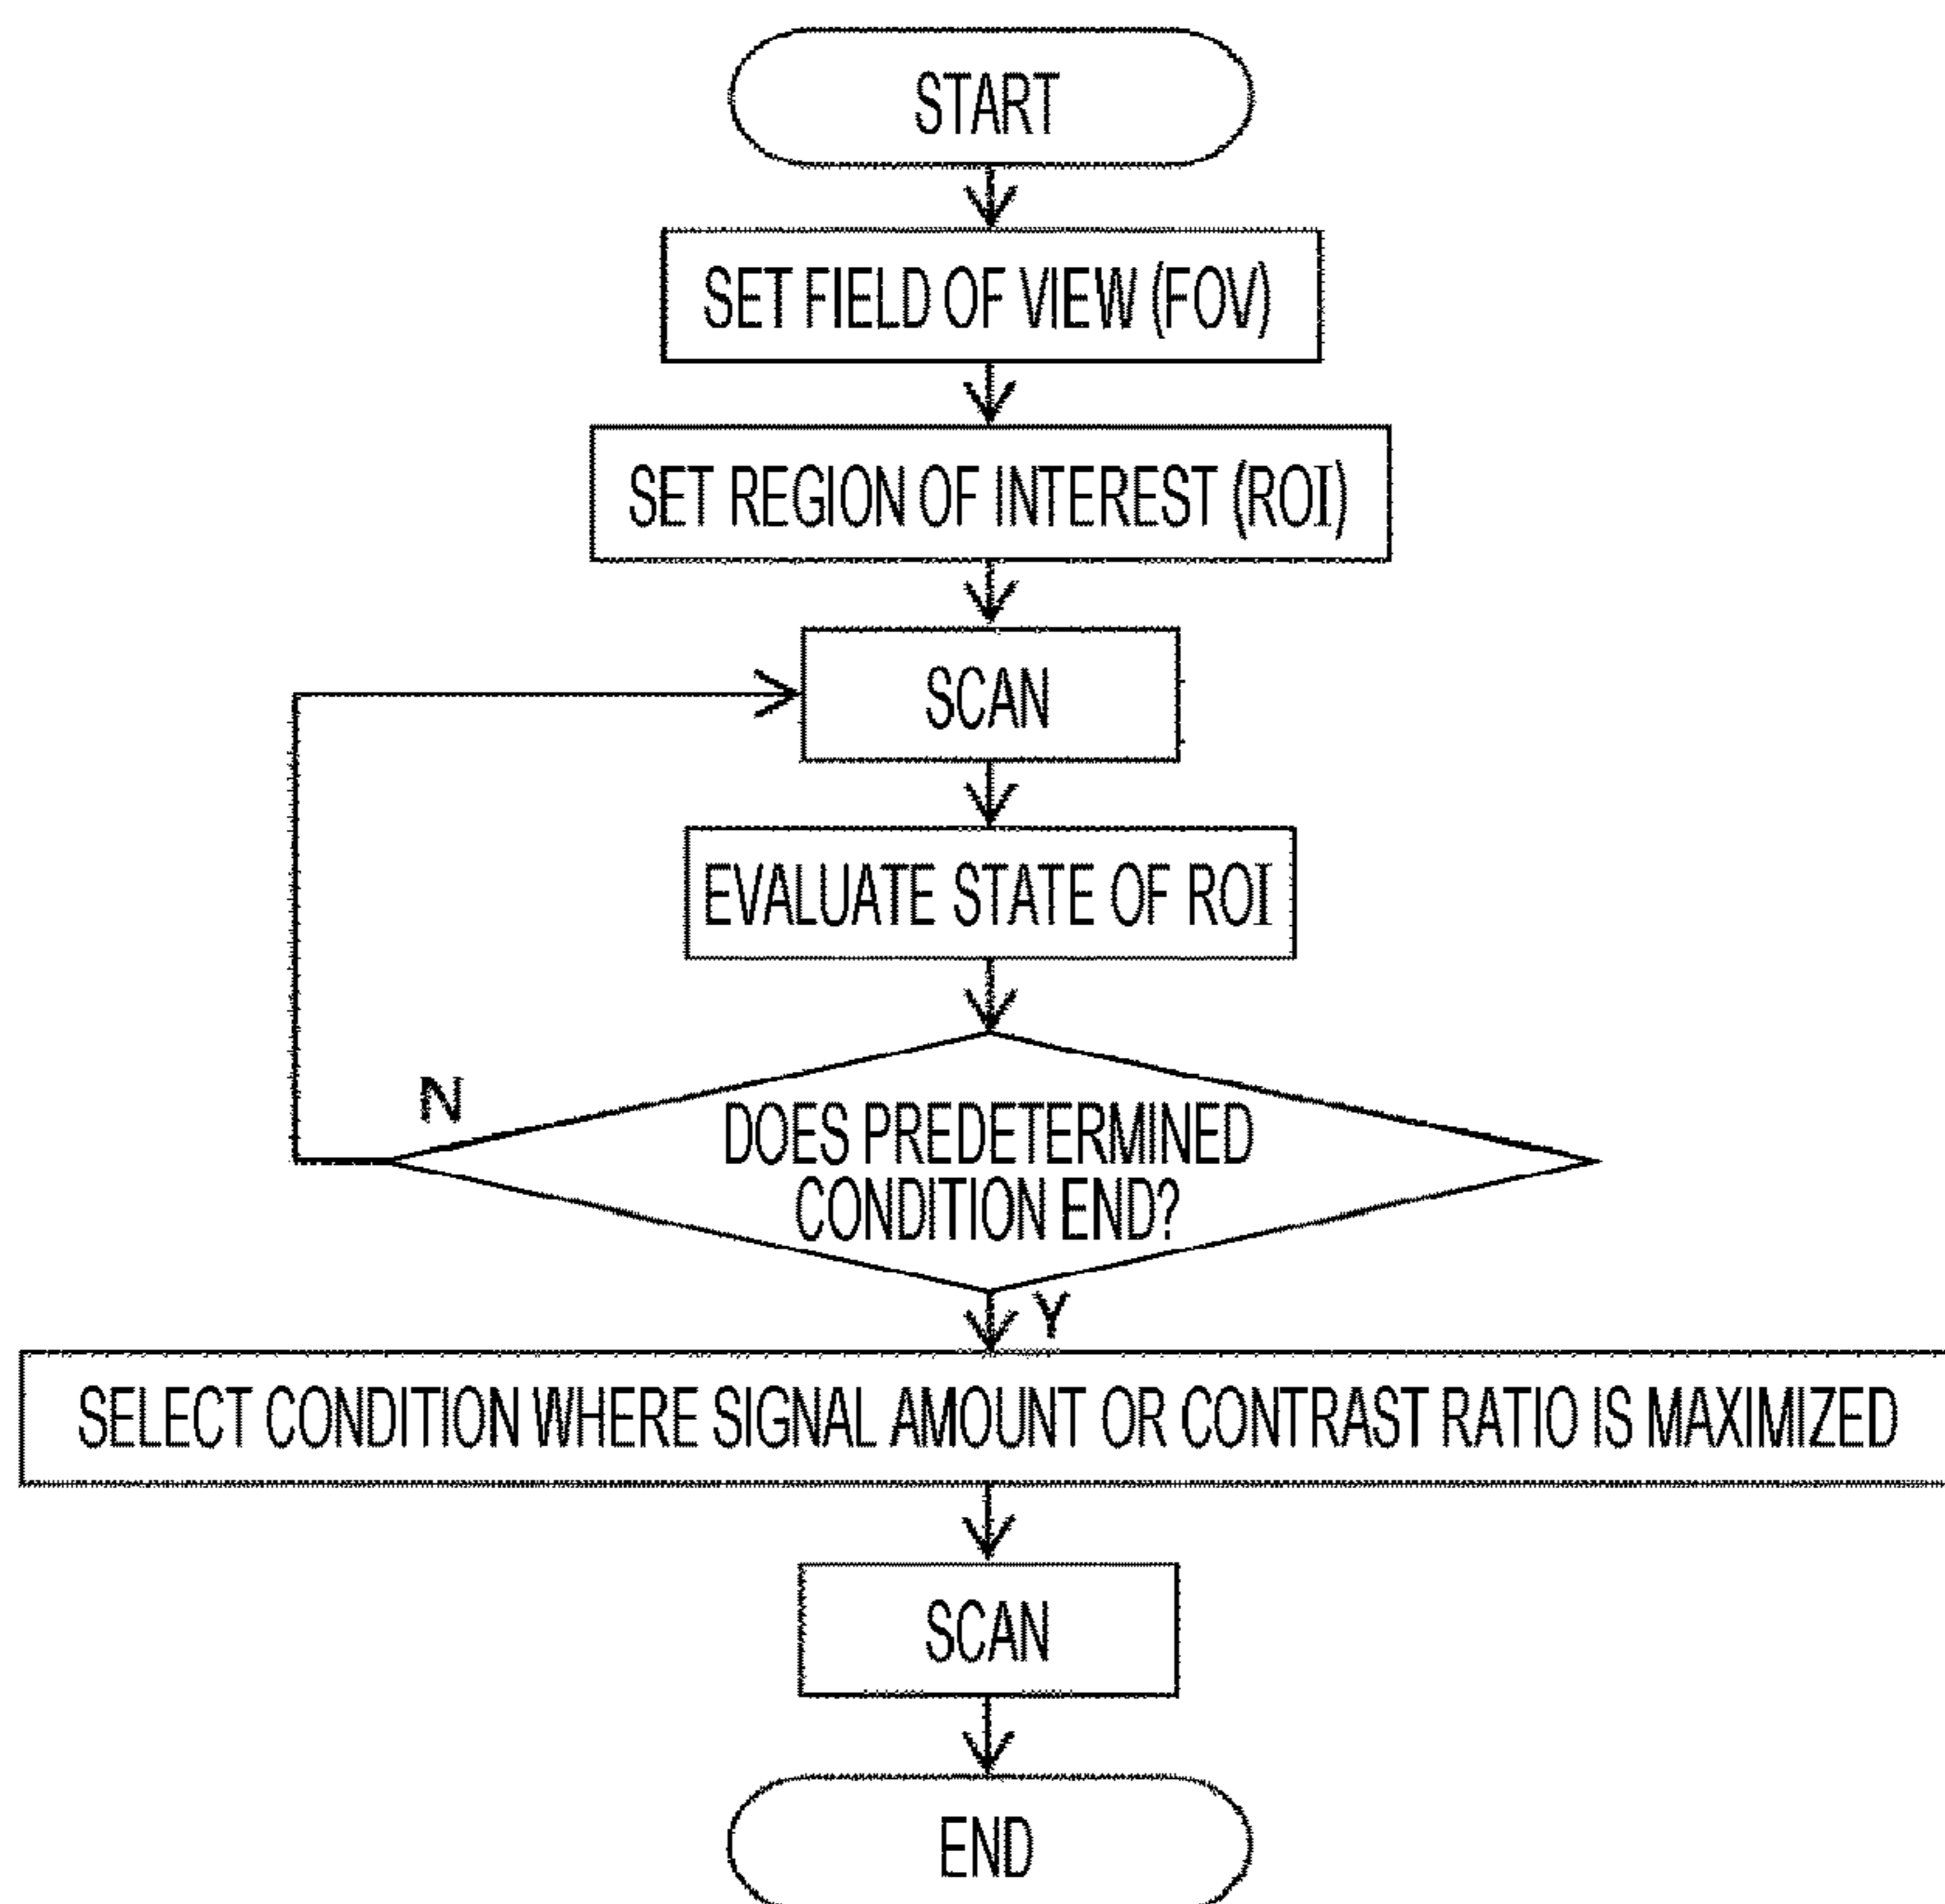 START
SET FIELD OF VIEW (FOV)
SET REGION OF INTEREST (ROI)
SCAN
EVALUATE STATE OF ROI
N
DOES PREDETERMINED
CONDITION END?
Y
SELECT CONDITION WHERE SIGNAL AMOUNT OR CONTRAST RATIO IS MAXIMIZED
SCAN
END